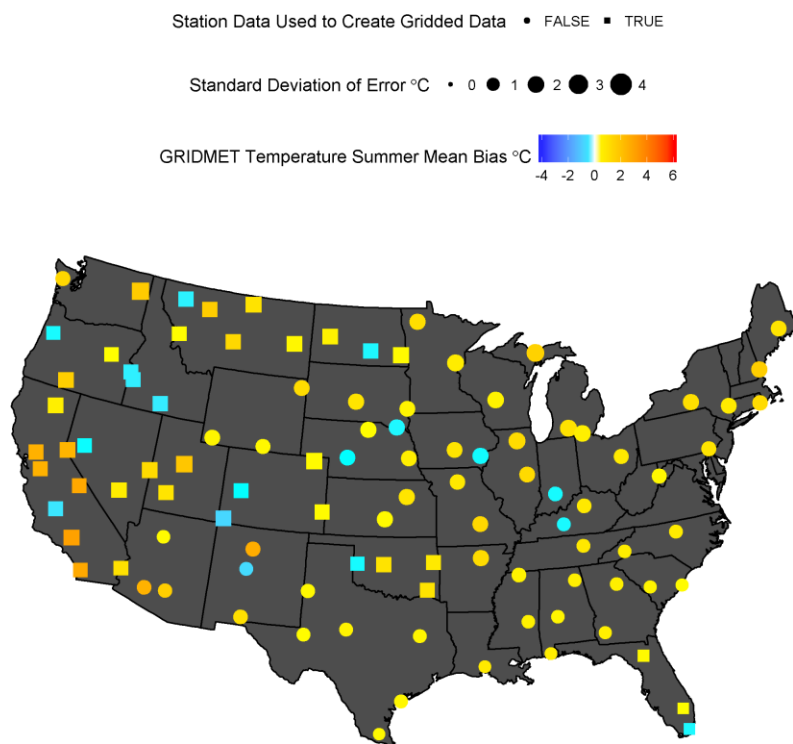 Station Data Used to Create Gridded Data FALSE TRUE
Standard Deviation of Error °C 0 1 2 3 4
GRIDMET Temperature Summer Mean Bias °C
-4 -2 0 2 4 6